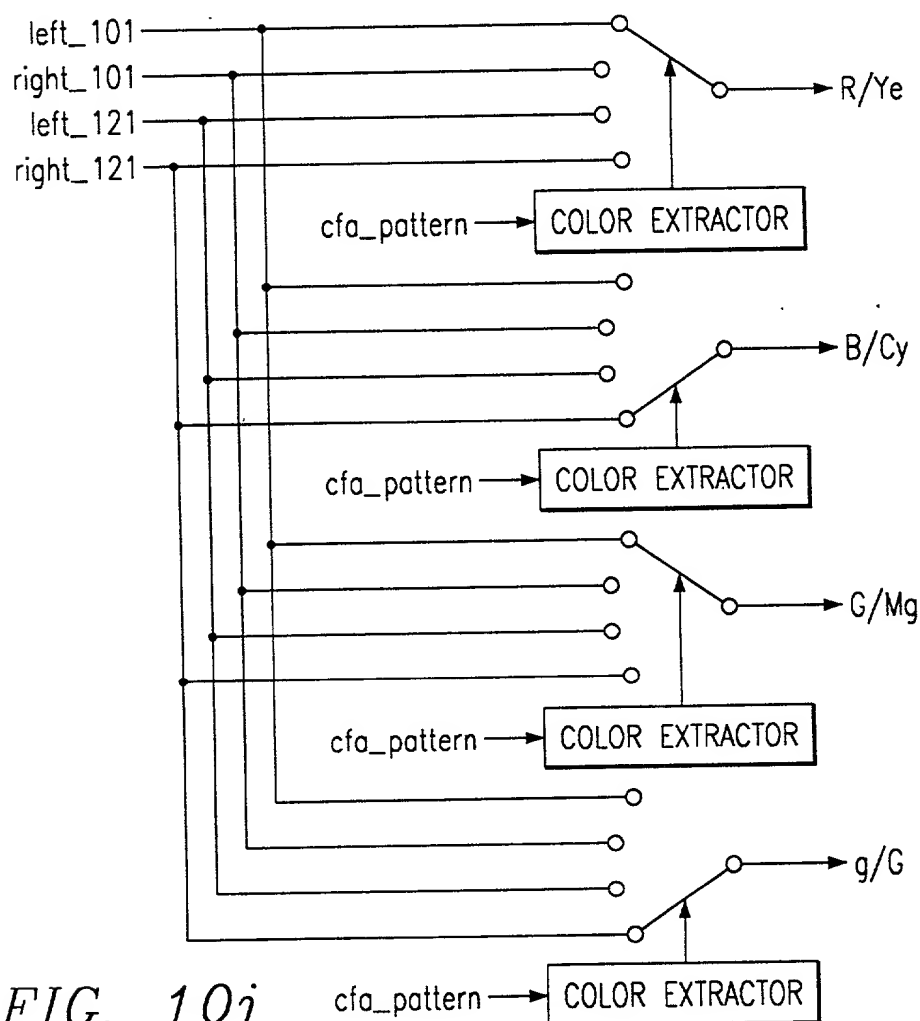 left_101
right_101
left_121
right_121
R/Ye
cfa_pattern
COLOR EXTRACTOR
B/Cy
cfa_pattern
COLOR EXTRACTOR
G/Mg
cfa_pattern
COLOR EXTRACTOR
g/G
cfa_pattern
COLOR EXTRACTOR
FIG. 10j